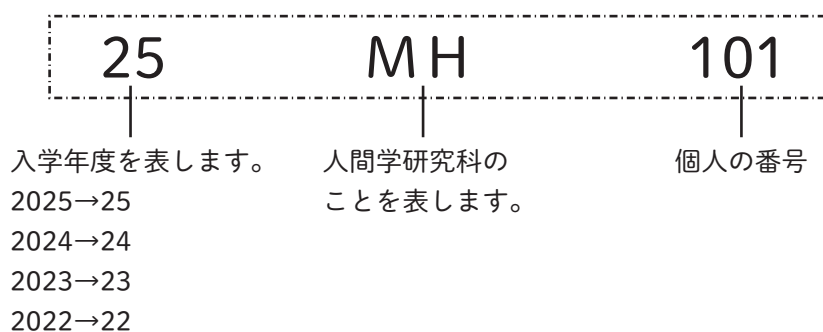 25 MH 101
入学年度を表します。
2025→25
2024→24
2023→23
2022→22
人間学研究科の
ことを表します。
個人の番号